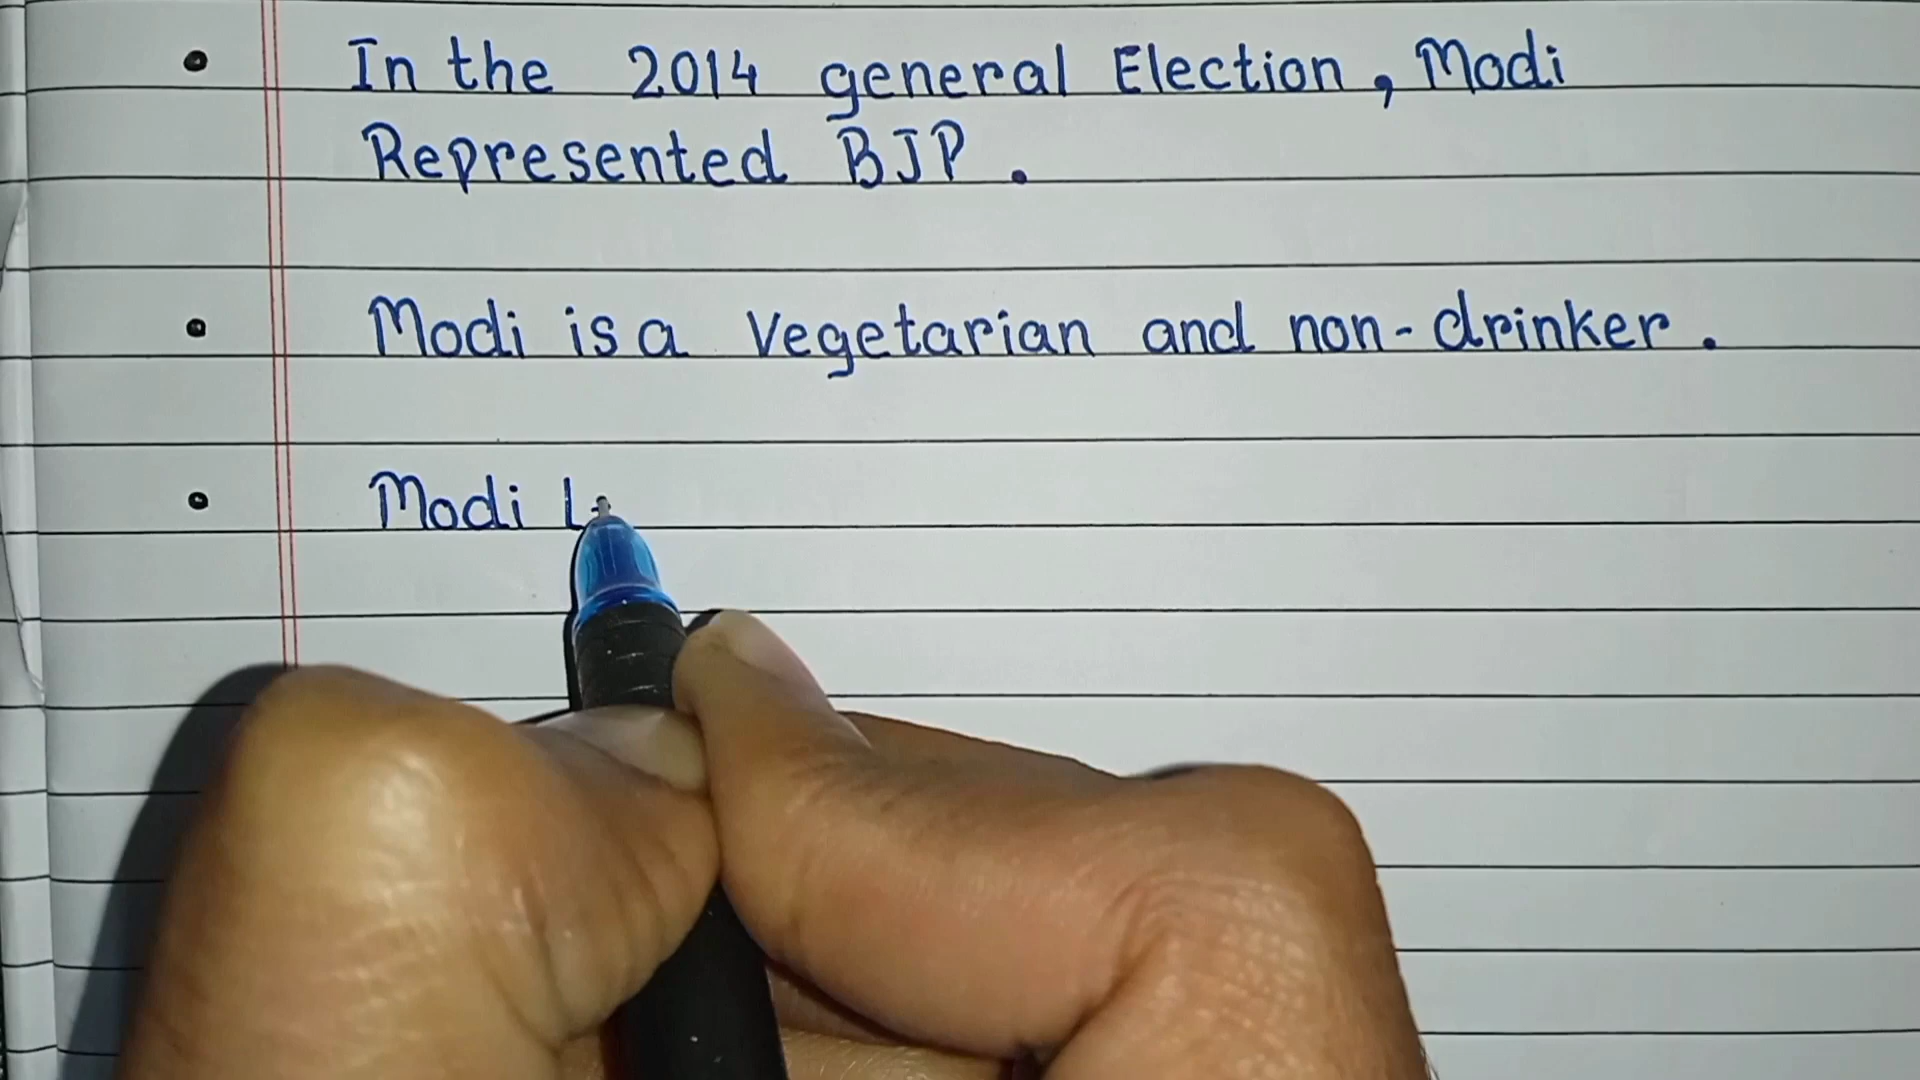 • In the 2014 general Election, Modi
Represented BJP.
• Modi is a Vegetarian and non-drinker.
• Modi